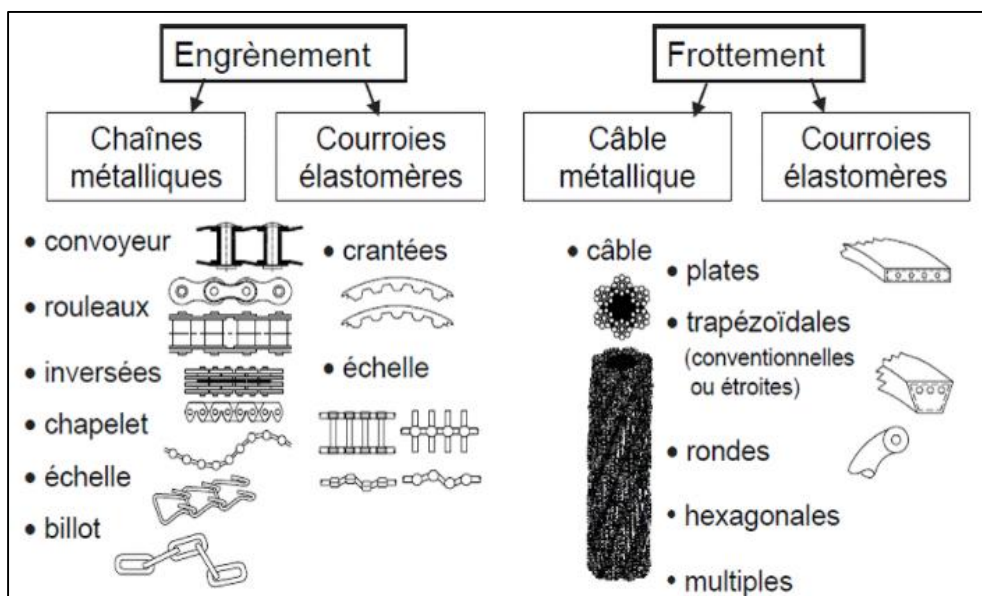 Engrènement
Chaînes
métalliques
Courroies
élastomères
• convoyeur
• rouleaux
• inversées
• chapelet
• échelle
• billot
• crantées
• échelle
Frottement
Câble
métallique
Courroies
élastomères
• câble
• plates
• trapézoïdales
(conventionnelles
ou étroites)
• rondes
• hexagonales
• multiples